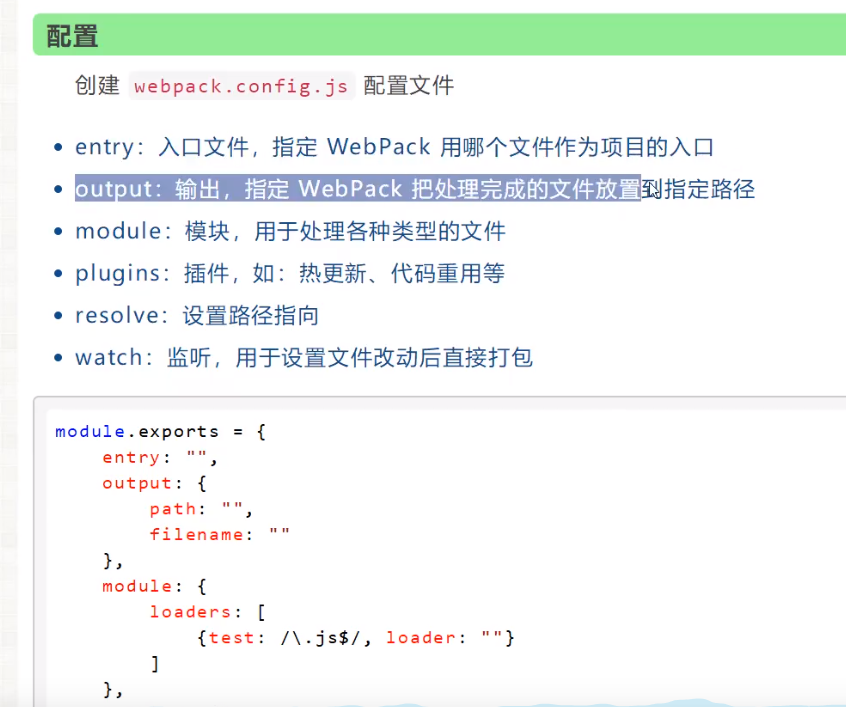 配置
创建 webpack.config.js 配置文件
• entry：入口文件，指定 WebPack 用哪个文件作为项目的入口
• output：输出，指定 WebPack 把处理完成的文件放置到指定路径
• module：模块，用于处理各种类型的文件
• plugins：插件，如：热更新、代码重用等
• resolve：设置路径指向
• watch：监听，用于设置文件改动后直接打包
module.exports = {
    entry: "",
    output: {
        path: "",
        filename: ""
    },
    module: {
        loaders: [
            {test: /\.js$/, loader: ""}
        ]
    },